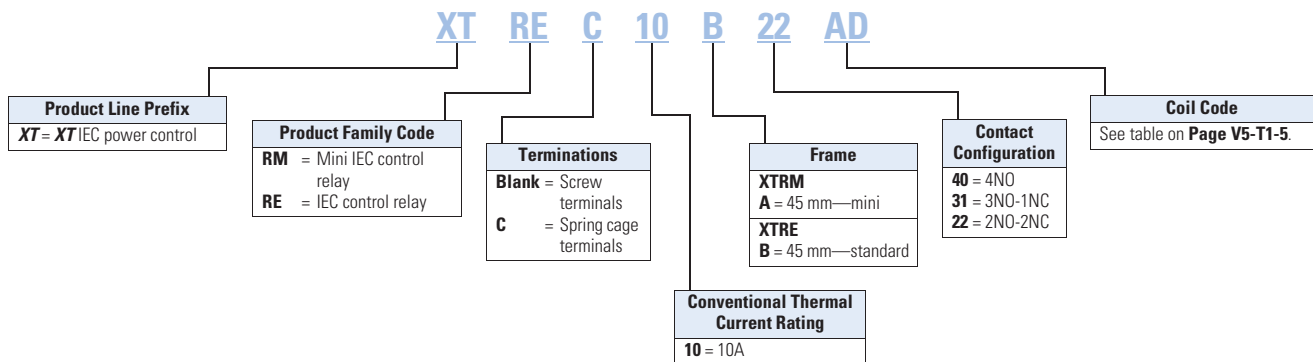 XT RE C 10 B 22 AD
Product Line Prefix
XT = XT IEC power control
Product Family Code
RM = Mini IEC control
relay
RE = IEC control relay
Terminations
Blank = Screw
terminals
C = Spring cage
terminals
Conventional Thermal
Current Rating
10 = 10A
Frame
XTRM
A = 45 mm—mini
XTRE
B = 45 mm—standard
Contact
Configuration
40 = 4NO
31 = 3NO-1NC
22 = 2NO-2NC
Coil Code
See table on Page V5-T1-5.